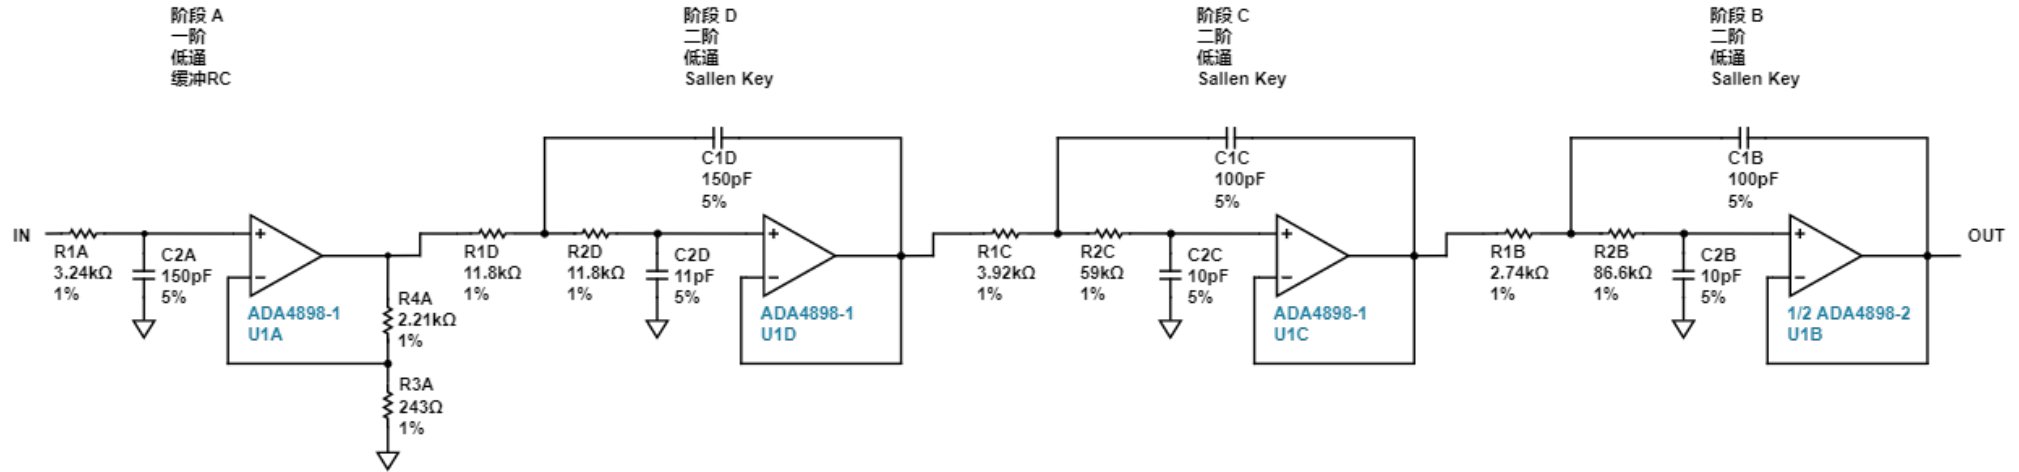 阶段 A
一阶
低通
缓冲RC
阶段 D
二阶
低通
Sallen Key
阶段 C
二阶
低通
Sallen Key
阶段 B
二阶
低通
Sallen Key
IN
R1A
3.24kΩ
1%
C2A
150pF
5%
+
−
ADA4898-1
U1A
R4A
2.21kΩ
1%
R3A
243Ω
1%
R1D
11.8kΩ
1%
C1D
150pF
5%
R2D
11.8kΩ
1%
C2D
11pF
5%
+
−
ADA4898-1
U1D
R1C
3.92kΩ
1%
C1C
100pF
5%
R2C
59kΩ
1%
C2C
10pF
5%
+
−
ADA4898-1
U1C
R1B
2.74kΩ
1%
C1B
100pF
5%
R2B
86.6kΩ
1%
C2B
10pF
5%
+
−
1/2 ADA4898-2
U1B
OUT